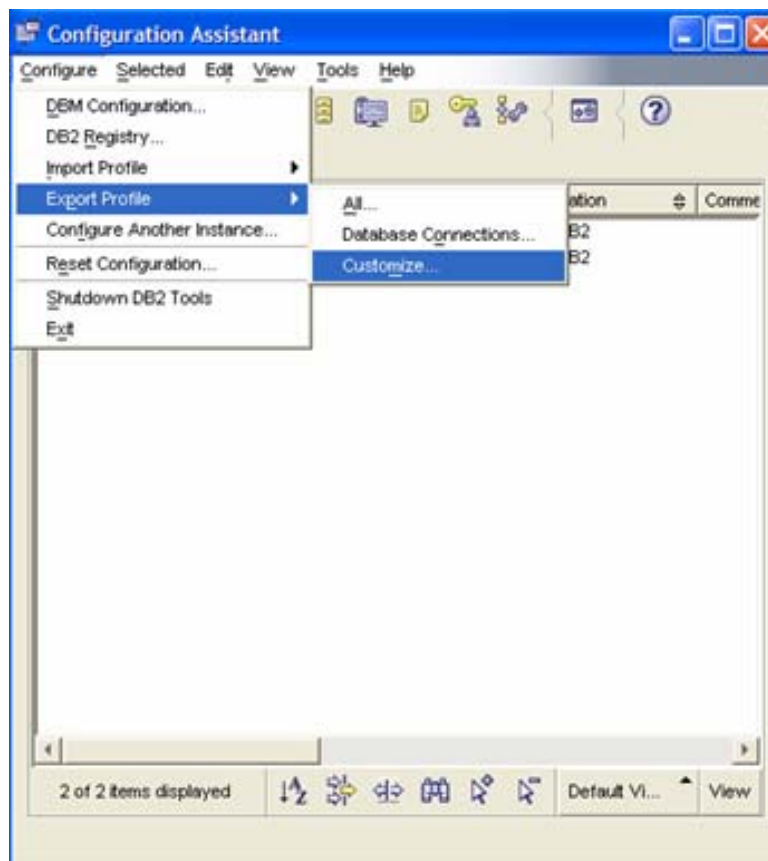 Configuration Assistant
Configure Selected Edit View Tools Help
DBM Configuration...
DB2 Registry...
Import Profile
Export Profile
Configure Another Instance...
Reset Configuration...
Shutdown DB2 Tools
Exit
All...
Database Connections...
Customize...
ation Comme
B2
B2
2 of 2 items displayed Default Vi... View